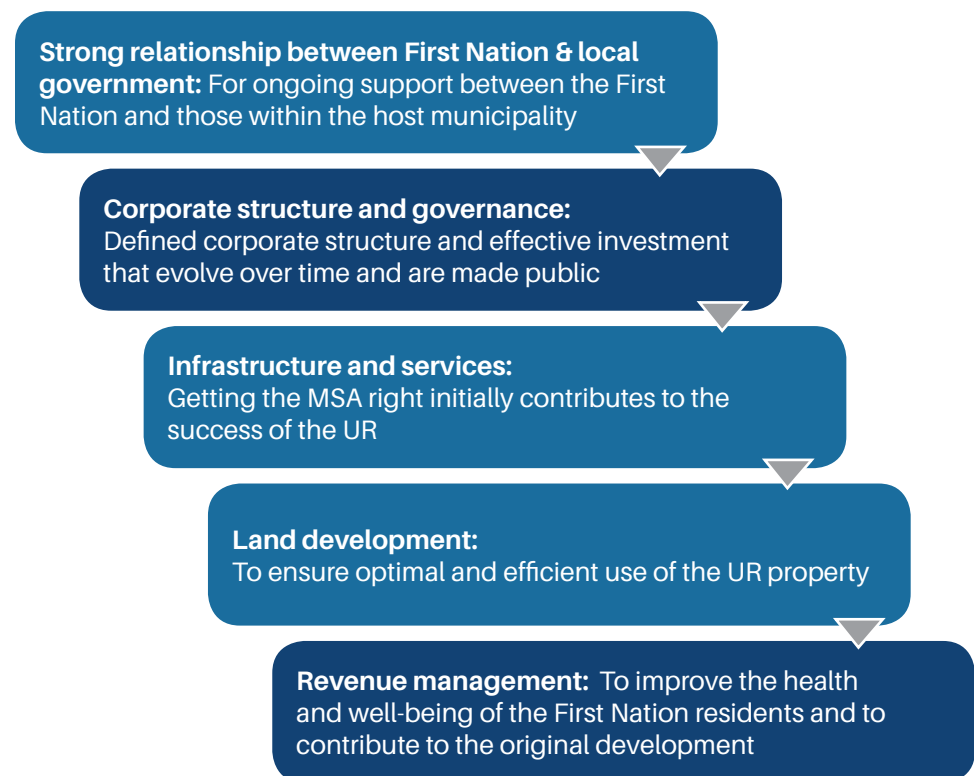 Strong relationship between First Nation & local
government: For ongoing support between the First
Nation and those within the host municipality
Corporate structure and governance:
Defined corporate structure and effective investment
that evolve over time and are made public
Infrastructure and services:
Getting the MSA right initially contributes to the
success of the UR
Land development:
To ensure optimal and efficient use of the UR property
Revenue management: To improve the health
and well-being of the First Nation residents and to
contribute to the original development